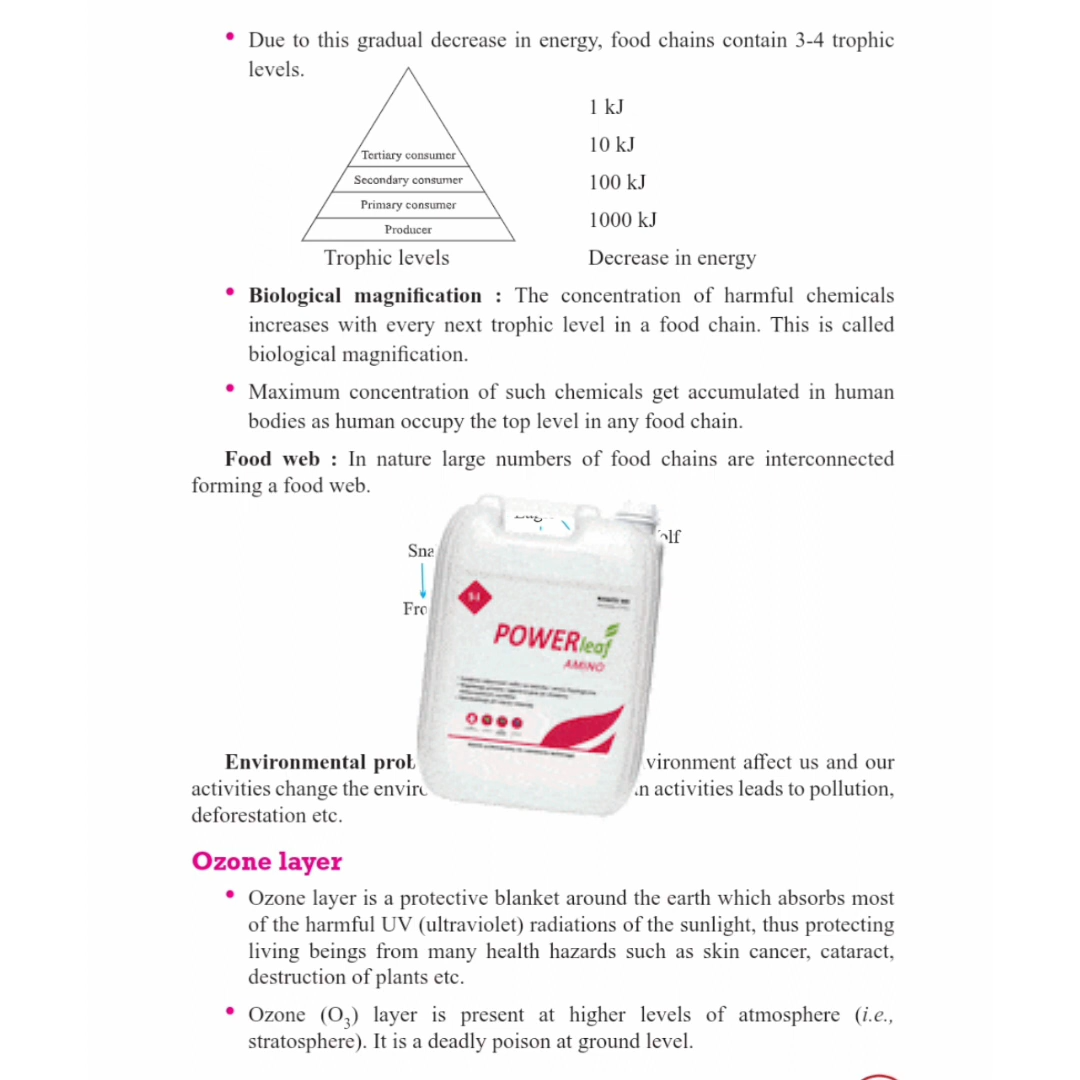 • Due to this gradual decrease in energy, food chains contain 3-4 trophic
levels.
1 kJ
10 kJ
Tertiary consumer
Secondary consumer
100 kJ
Primary consumer
1000 kJ
Producer
Trophic levels
Decrease in energy
• Biological magnification : The concentration of harmful chemicals
increases with every next trophic level in a food chain. This is called
biological magnification.
• Maximum concentration of such chemicals get accumulated in human
bodies as human occupy the top level in any food chain.
Food web : In nature large numbers of food chains are interconnected
forming a food web.
olf
Sna
Fro
POWERleaf
AMINO
Environmental prob
vironment affect us and our
activities change the enviro
n activities leads to pollution,
deforestation etc.
Ozone layer
• Ozone layer is a protective blanket around the earth which absorbs most
of the harmful UV (ultraviolet) radiations of the sunlight, thus protecting
living beings from many health hazards such as skin cancer, cataract,
destruction of plants etc.
• Ozone (O₃) layer is present at higher levels of atmosphere (i.e.,
stratosphere). It is a deadly poison at ground level.